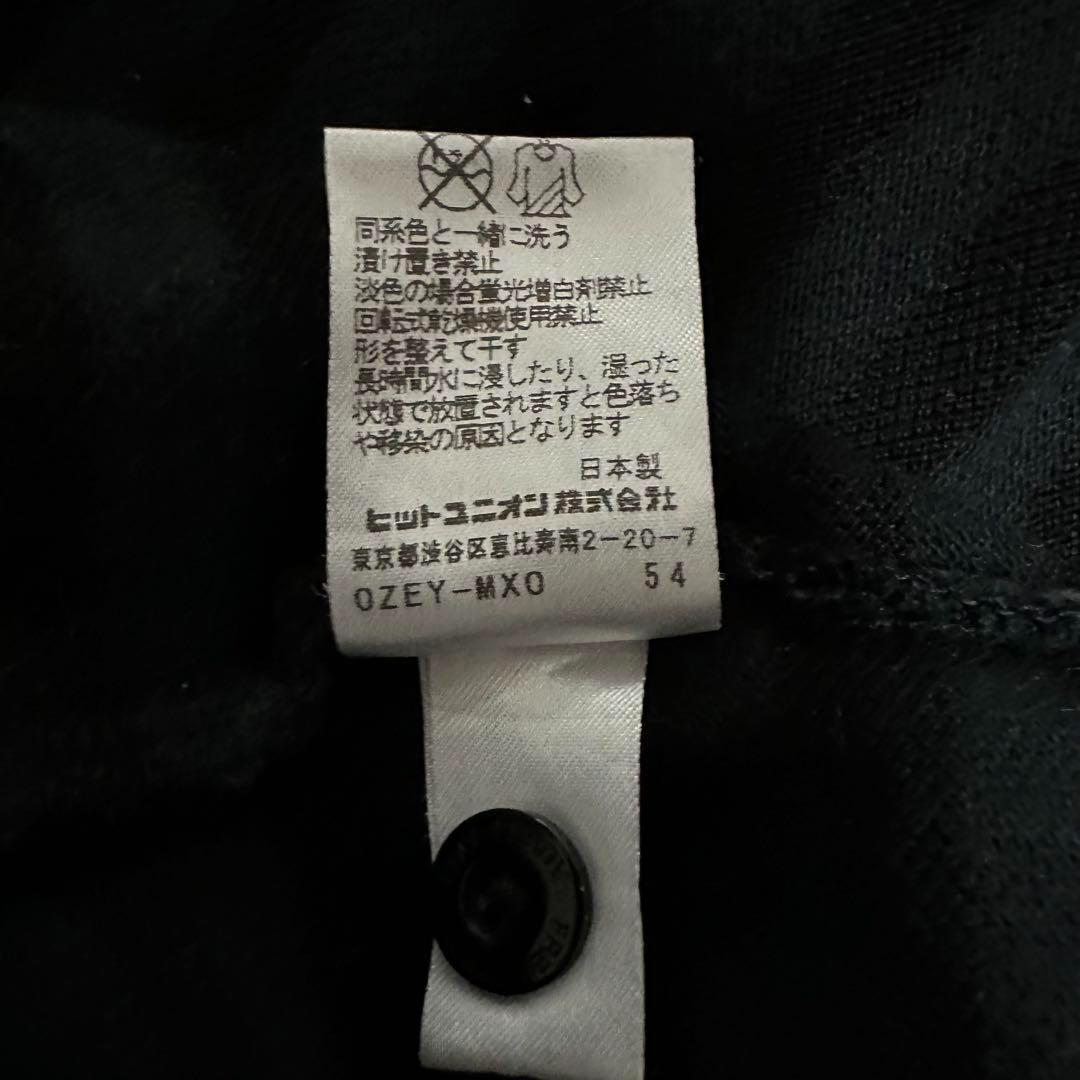 同系色と一緒に洗う
漬け置き禁止
淡色の場合蛍光増白剤禁止
回転式乾燥機使用禁止
形を整えて干す
長時間水に浸したり、湿った
状態で放置されますと色落ち
や移染の原因となります
日本製
ヒットユニオン株式会社
東京都渋谷区恵比寿南2-20-7
OZEY-MXO 54